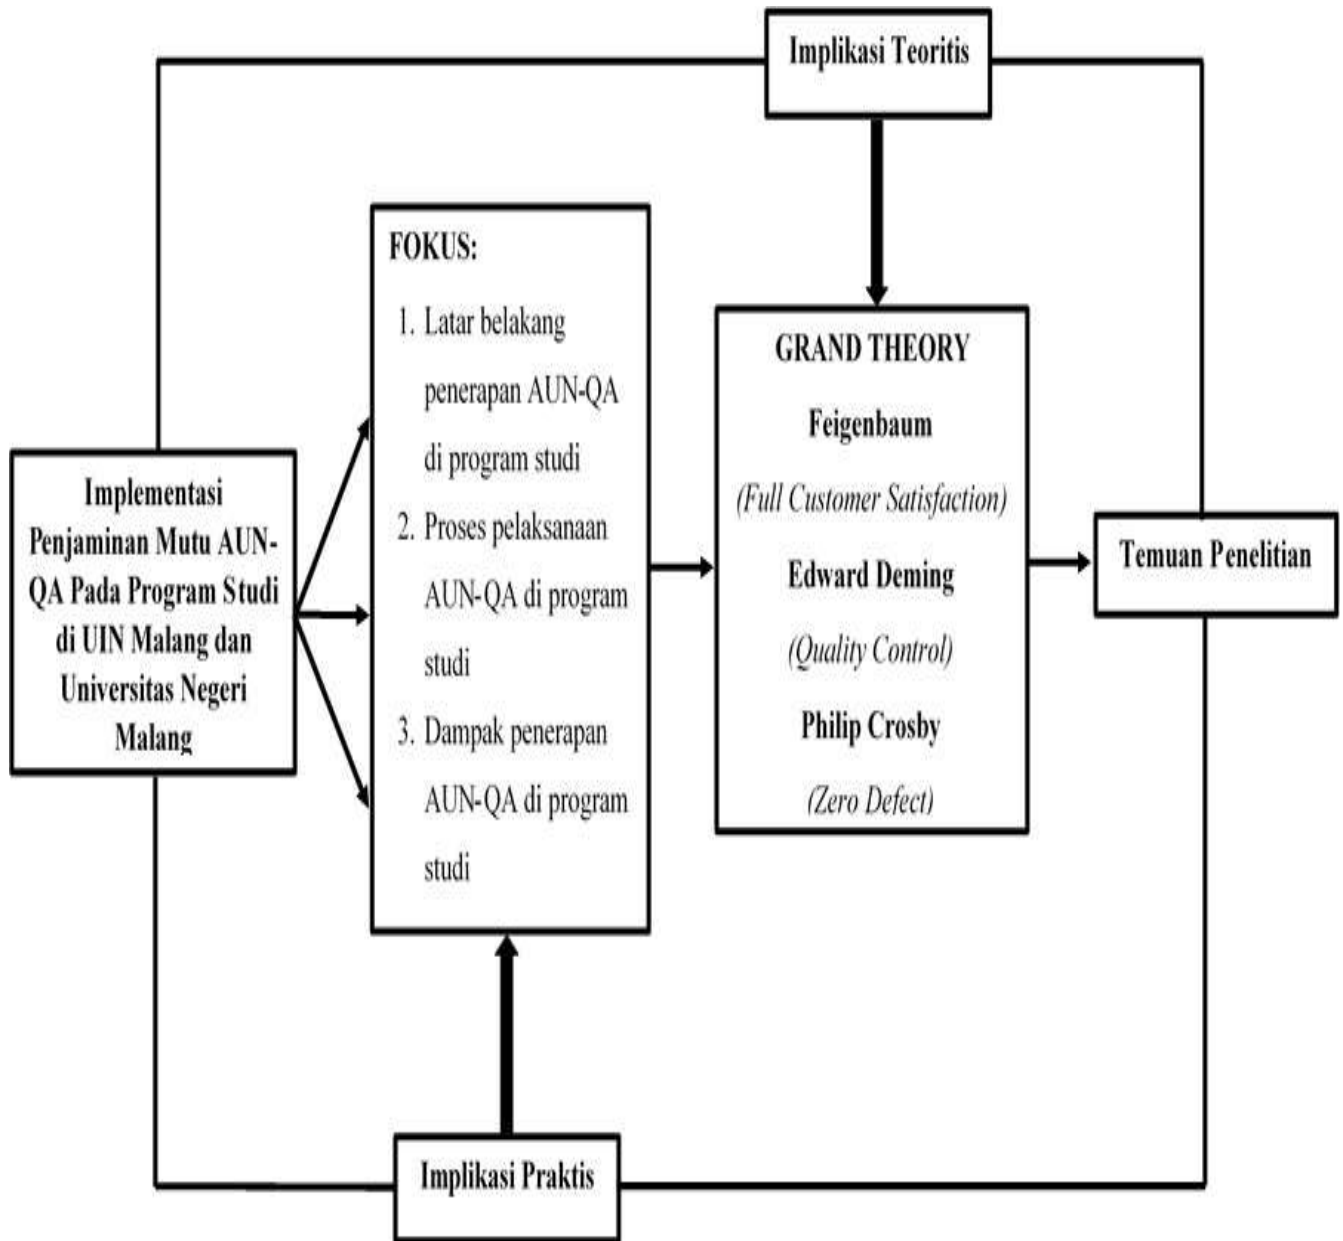 Implikasi Teoritis
Implementasi
Penjaminan Mutu AUN-
QA Pada Program Studi
di UIN Malang dan
Universitas Negeri
Malang
FOKUS:
1. Latar belakang
penerapan AUN-QA
di program studi
2. Proses pelaksanaan
AUN-QA di program
studi
3. Dampak penerapan
AUN-QA di program
studi
GRAND THEORY
Feigenbaum
(Full Customer Satisfaction)
Edward Deming
(Quality Control)
Philip Crosby
(Zero Defect)
Temuan Penelitian
Implikasi Praktis